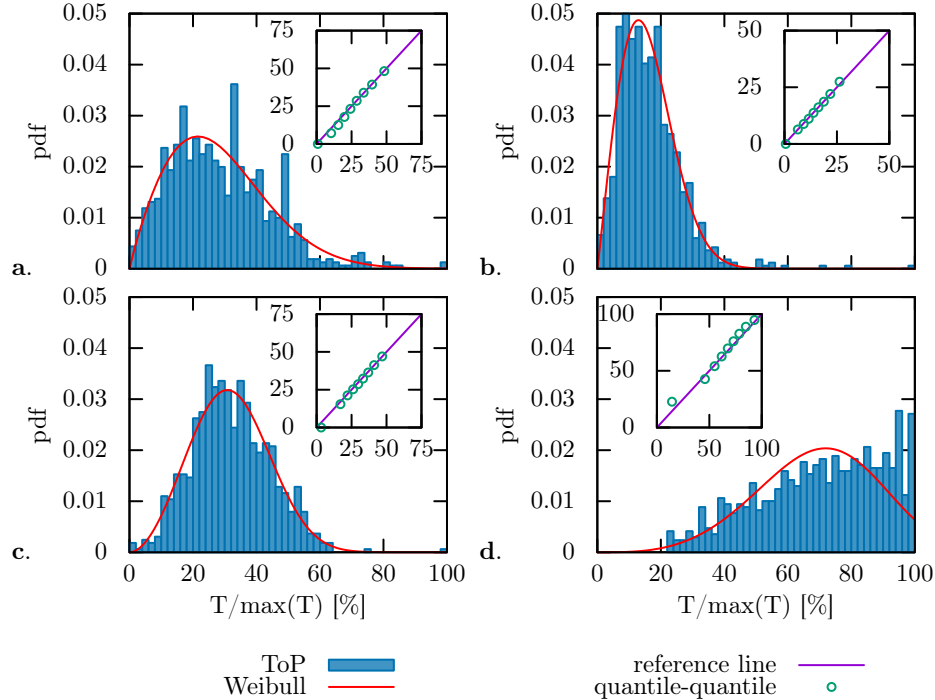 0.05
0.04
0.03
0.02
0.01
0
pdf
a.
75
50
25
0
0 25 50 75
0.05
0.04
0.03
0.02
0.01
0
pdf
b.
50
25
0
0 25 50
0.05
0.04
0.03
0.02
0.01
0
pdf
c.
75
50
25
0
0 25 50 75
0 20 40 60 80 100
T/max(T) [%]
0.05
0.04
0.03
0.02
0.01
0
pdf
d.
100
50
0
0 50 100
0 20 40 60 80 100
T/max(T) [%]
ToP
Weibull
reference line
quantile-quantile